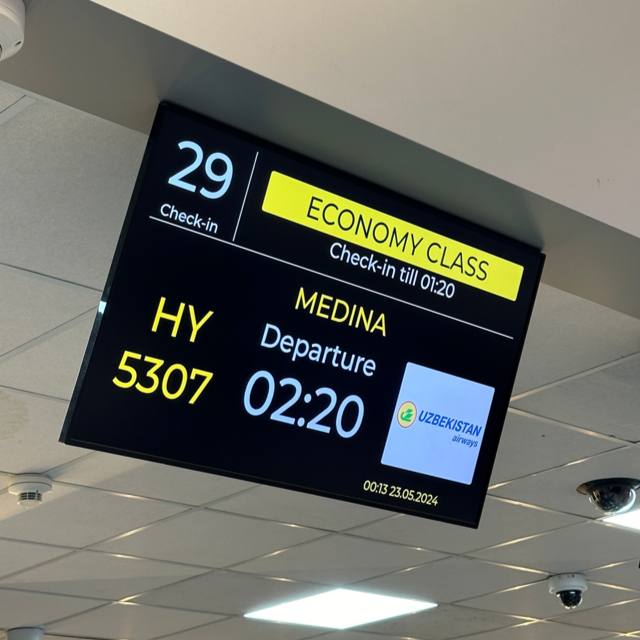 29
Check-in
ECONOMY CLASS
Check-in till 01:20
HY
5307
MEDINA
Departure
02:20
UZBEKISTAN
airways
00:13 23.05.2024